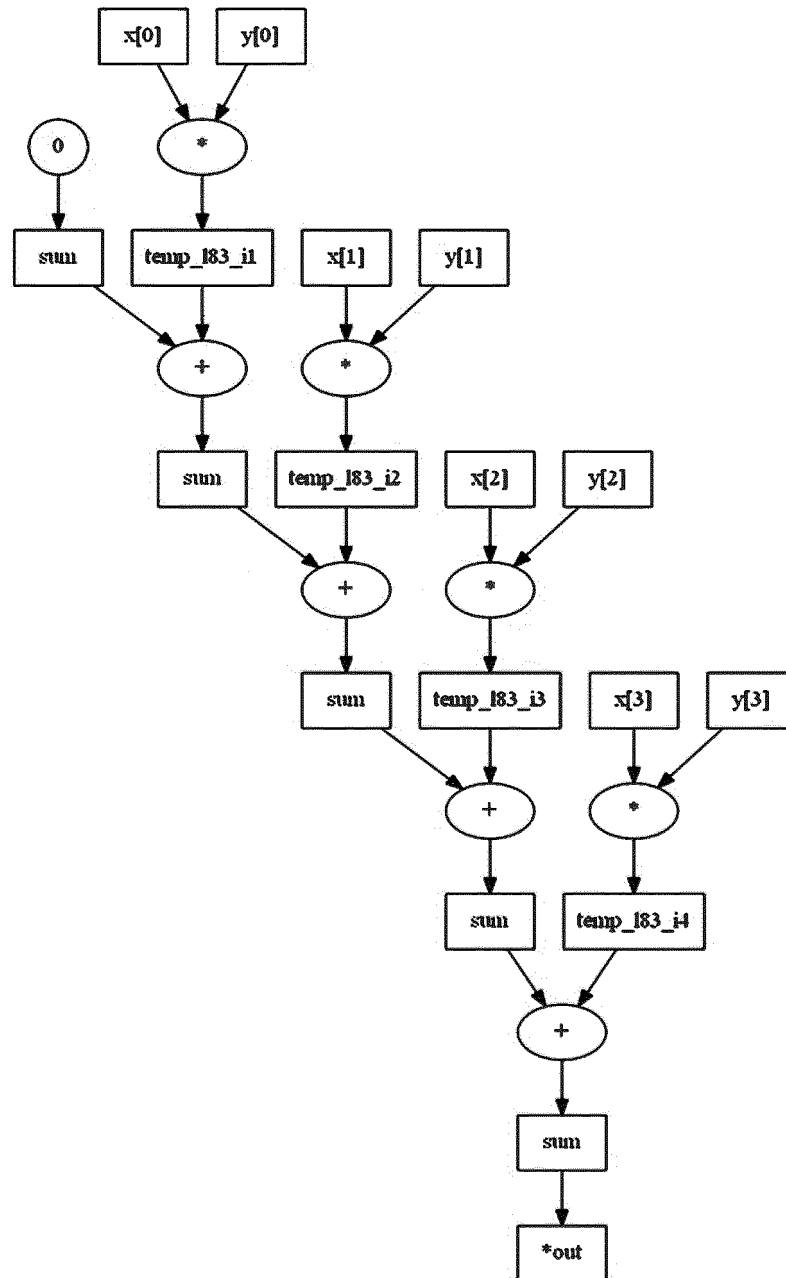 x[0] y[0]
0 *
sum temp_l83_i1 x[1] y[1]
+ *
sum temp_l83_i2 x[2] y[2]
+ *
sum temp_l83_i3 x[3] y[3]
+ *
sum temp_l83_i4
+
sum
*out